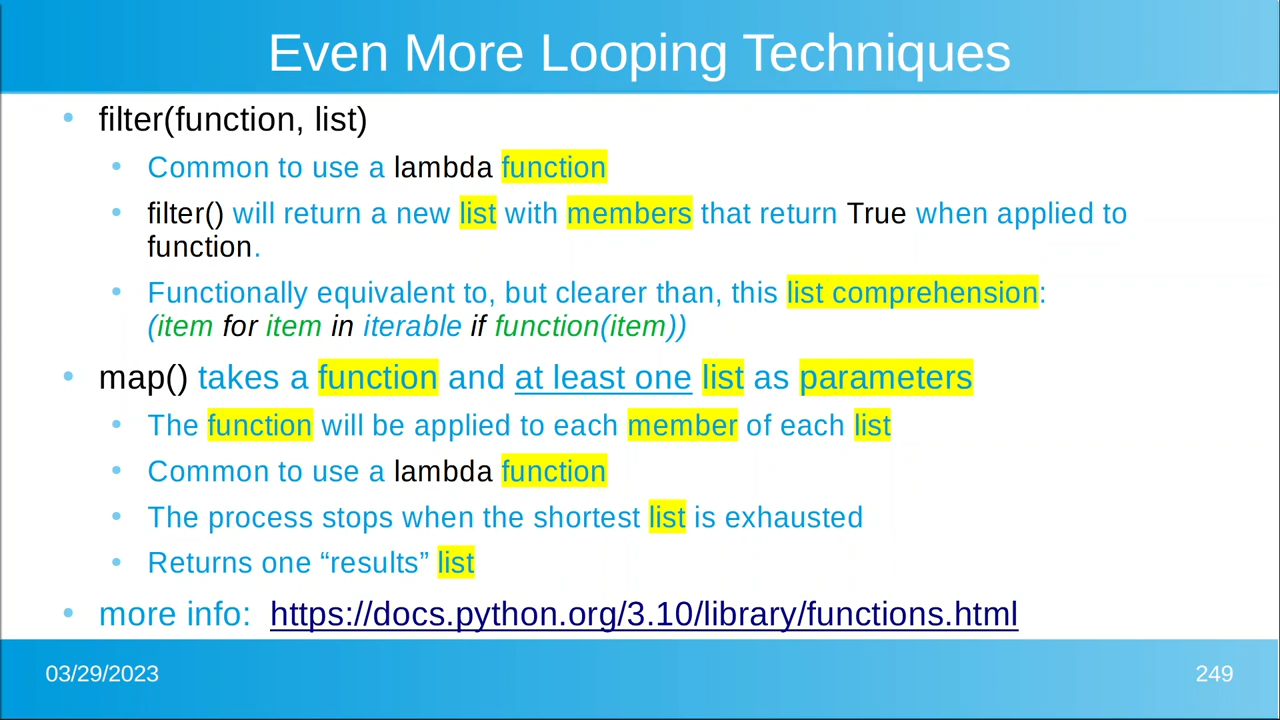 Even More Looping Techniques
• filter(function, list)
• Common to use a lambda function
• filter() will return a new list with members that return True when applied to
function.
• Functionally equivalent to, but clearer than, this list comprehension:
(item for item in iterable if function(item))
• map() takes a function and at least one list as parameters
• The function will be applied to each member of each list
• Common to use a lambda function
• The process stops when the shortest list is exhausted
• Returns one “results” list
• more info: https://docs.python.org/3.10/library/functions.html
03/29/2023
249